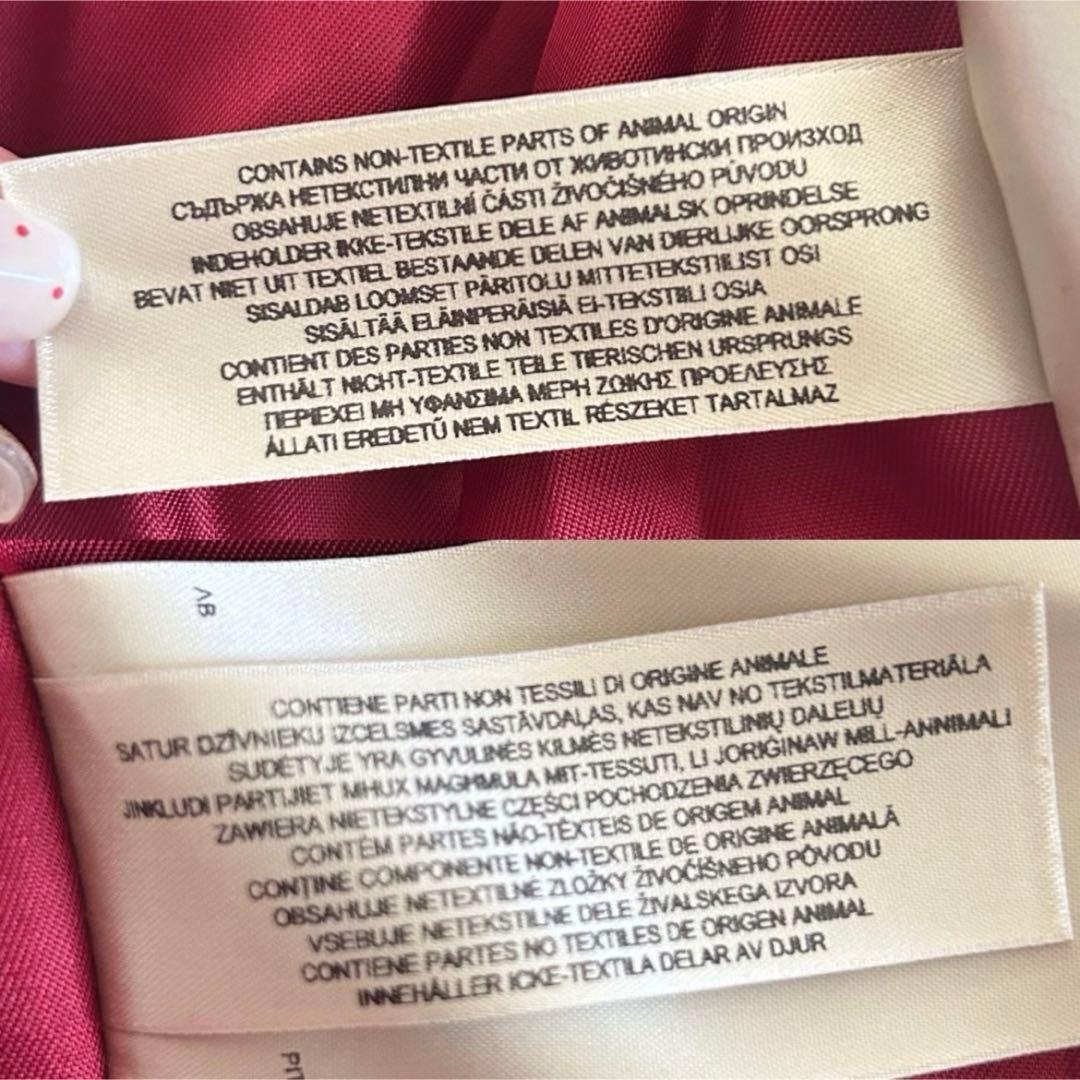 CONTAINS NON-TEXTILE PARTS OF ANIMAL ORIGIN
СЪДЪРЖА НЕТЕКСТИЛНИ ЧАСТИ ОТ ЖИВОТИНСКИ ПРОИЗХОД
OBSAHUJE NETEXTILNÍ ČÁSTI ŽIVOČIŠNÉHO PŮVODU
INDEHOLDER IKKE-TEKSTILE DELE AF ANIMALSK OPRINDELSE
BEVAT NIET UIT TEXTIEL BESTAANDE DELEN VAN DIERLIJKE OORSPRONG
SISALDAB LOOMSET PÄRITOLU MITTETEKSTIILIST OSI
SISÄLTÄÄ ELÄINPERÄISIÄ EI-TEKSTIILI OSIA
CONTIENT DES PARTIES NON TEXTILES D'ORIGINE ANIMALE
ENTHÄLT NICHT-TEXTILE TEILE TIERISCHEN URSPRUNGS
ΠΕΡΙΕΧΕΙ ΜΗ ΥΦΑΝΣΙΜΑ ΜΕΡΗ ΖΩΙΚΗΣ ΠΡΟΕΛΕΥΣΗΣ
ÁLLATI EREDETŰ NEM TEXTIL RÉSZEKET TARTALMAZ
AB
CONTIENE PARTI NON TESSILI DI ORIGINE ANIMALE
SATUR DZĪVNIEKU IZCELSMES SASTĀVDAĻAS, KAS NAV NO TEKSTILMATERIĀLA
SUDĖTYJE YRA GYVULINĖS KILMĖS NETEKSTILINIŲ DALELIŲ
JINKLUDI PARTIJIET MHUX MAGHMULA MIT-TESSUTI, LI JORIĠINAW MILL-ANNIMALI
ZAWIERA NIETEKSTYLNE CZĘŚCI POCHODZENIA ZWIERZĘCEGO
CONTÉM PARTES NÃO-TÊXTEIS DE ORIGEM ANIMAL
CONȚINE COMPONENTE NON-TEXTILE DE ORIGINE ANIMALĂ
OBSAHUJE NETEXTILNÉ ZLOŽKY ŽIVOČÍŠNEHO PÔVODU
VSEBUJE NETEKSTILNE DELE ŽIVALSKEGA IZVORA
CONTIENE PARTES NO TEXTILES DE ORIGEN ANIMAL
INNEHÅLLER ICKE-TEXTILA DELAR AV DJUR